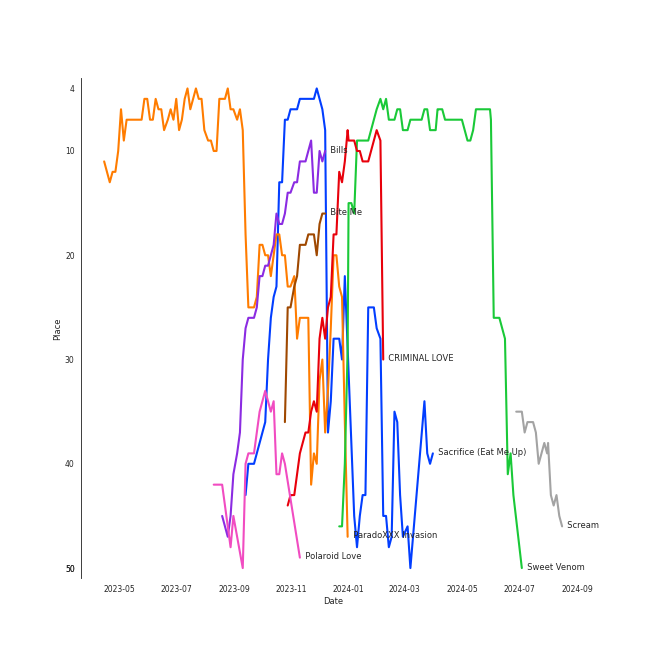 4
10
20
30
40
50
Place
Bills
Bite Me
CRIMINAL LOVE
Sacrifice (Eat Me Up)
Scream
ParadoXXX Invasion
Polaroid Love
Sweet Venom
2023-05 2023-07 2023-09 2023-11 2024-01 2024-03 2024-05 2024-07 2024-09
Date